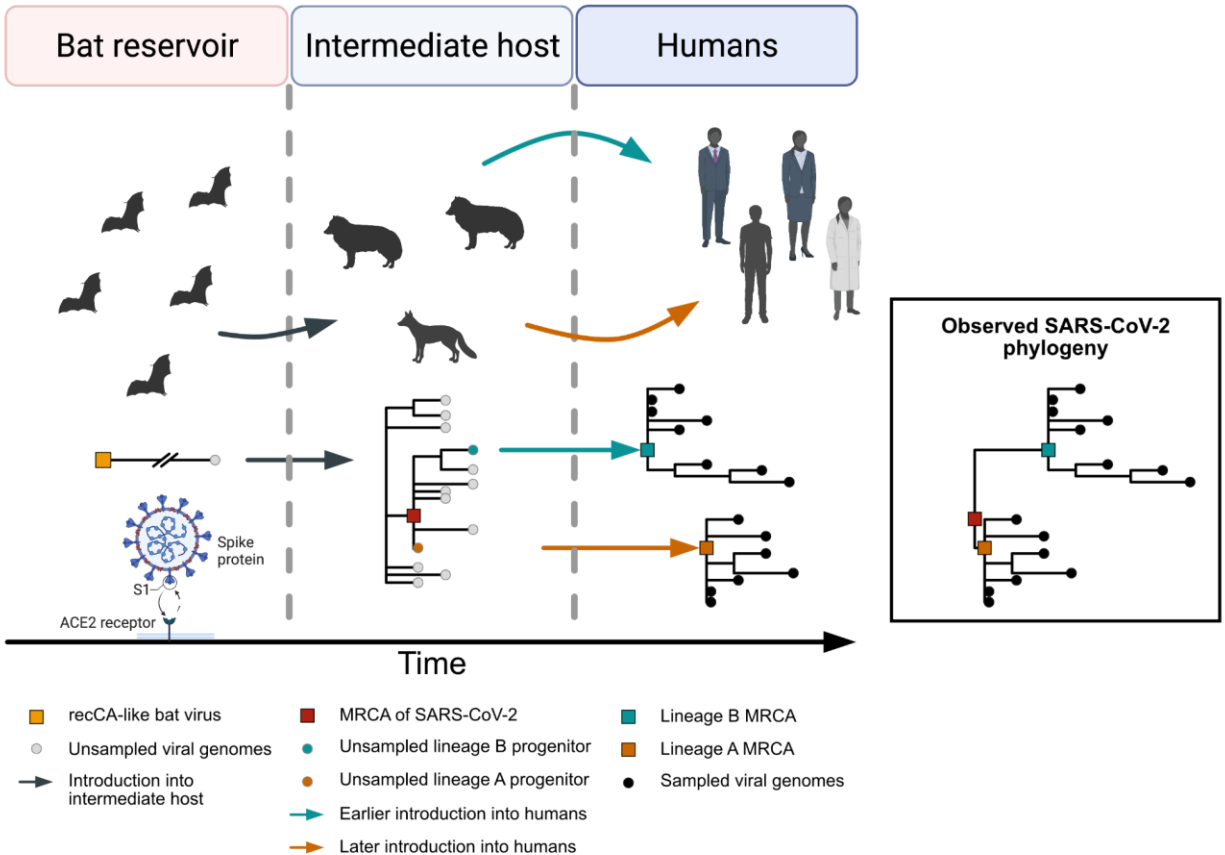 Bat reservoir
Intermediate host
Humans
Observed SARS-CoV-2
phylogeny
Spike
protein
S1
ACE2 receptor
Time
recCA-like bat virus
Unsampled viral genomes
Introduction into
intermediate host
MRCA of SARS-CoV-2
Unsampled lineage B progenitor
Unsampled lineage A progenitor
Earlier introduction into humans
Later introduction into humans
Lineage B MRCA
Lineage A MRCA
Sampled viral genomes